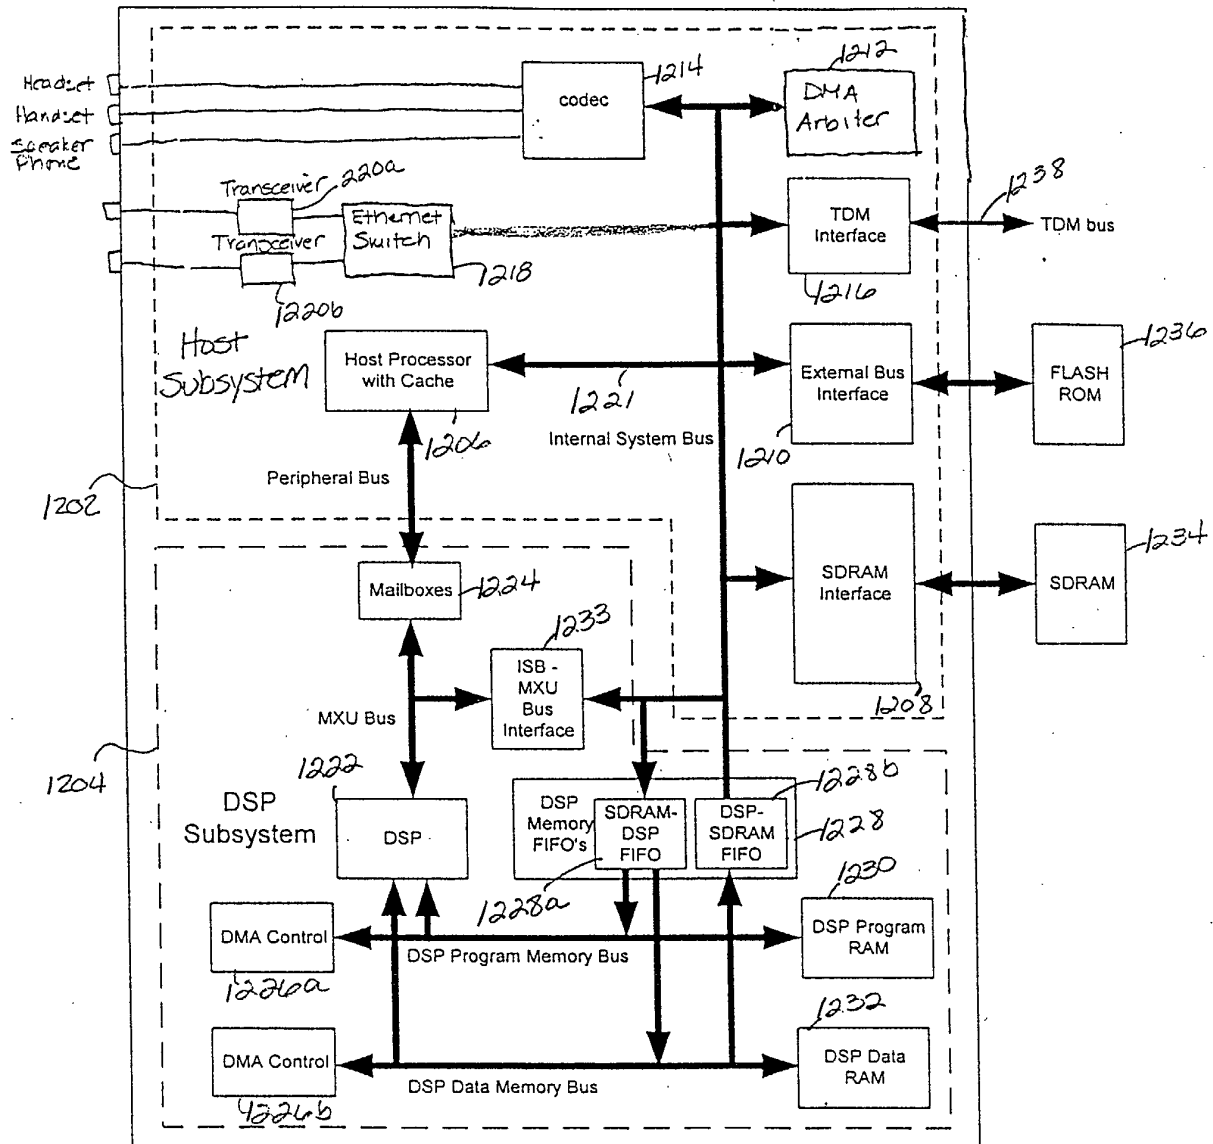 Headset
Handset
Speaker
Phone
codec
1214
1212
DMA
Arbiter
Transceiver
220a
Transceiver
1220b
Ethernet
Switch
1218
TDM
Interface
1216
1238
TDM bus
Host
Subsystem
Host Processor
with Cache
1206
1221
Internal System Bus
External Bus
Interface
1210
1236
FLASH
ROM
Peripheral Bus
1202
SDRAM
Interface
1208
1234
SDRAM
Mailboxes
1224
1233
ISB -
MXU
Bus
Interface
MXU Bus
1204
1222
DSP
Subsystem
DSP
DSP
Memory
FIFO's
SDRAM-
DSP
FIFO
DSP-
SDRAM
FIFO
1228b
1228
1228a
1230
DMA Control
1226a
DSP Program Memory Bus
DSP Program
RAM
1232
DMA Control
1226b
DSP Data Memory Bus
DSP Data
RAM